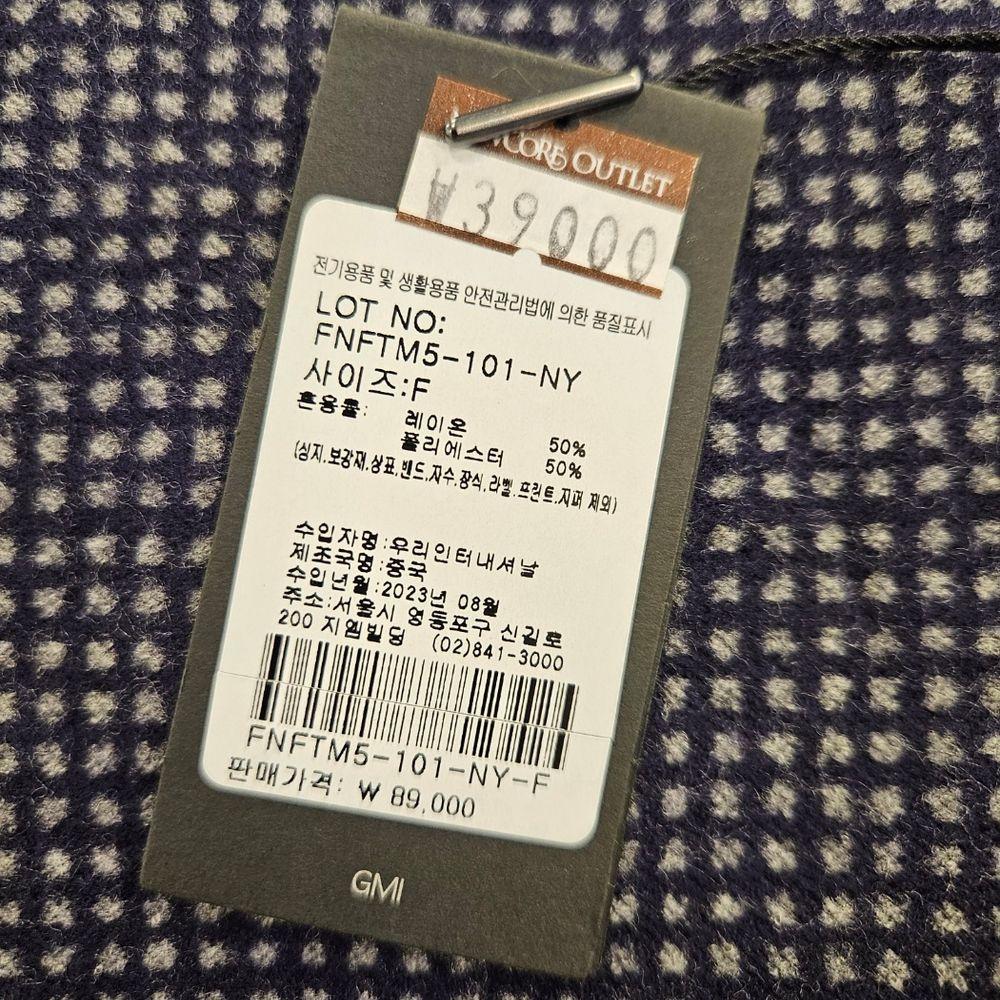 CORE OUTLET
₩39000
전기용품 및 생활용품 안전관리법에 의한 품질표시
LOT NO:
FNFTM5-101-NY
사이즈:F
혼용률: 레이온 50%
폴리에스터 50%
(심지,보강재,상표,밴드,자수,장식,라벨,프린트,지퍼 제외)
수입자명:우리인터내셔날
제조국명:중국
수입년월:2023년 08월
주소:서울시 영등포구 신길로
200 지엠빌딩 (02)841-3000
FNFTM5-101-NY-F
판매가격: ₩ 89,000
GMI